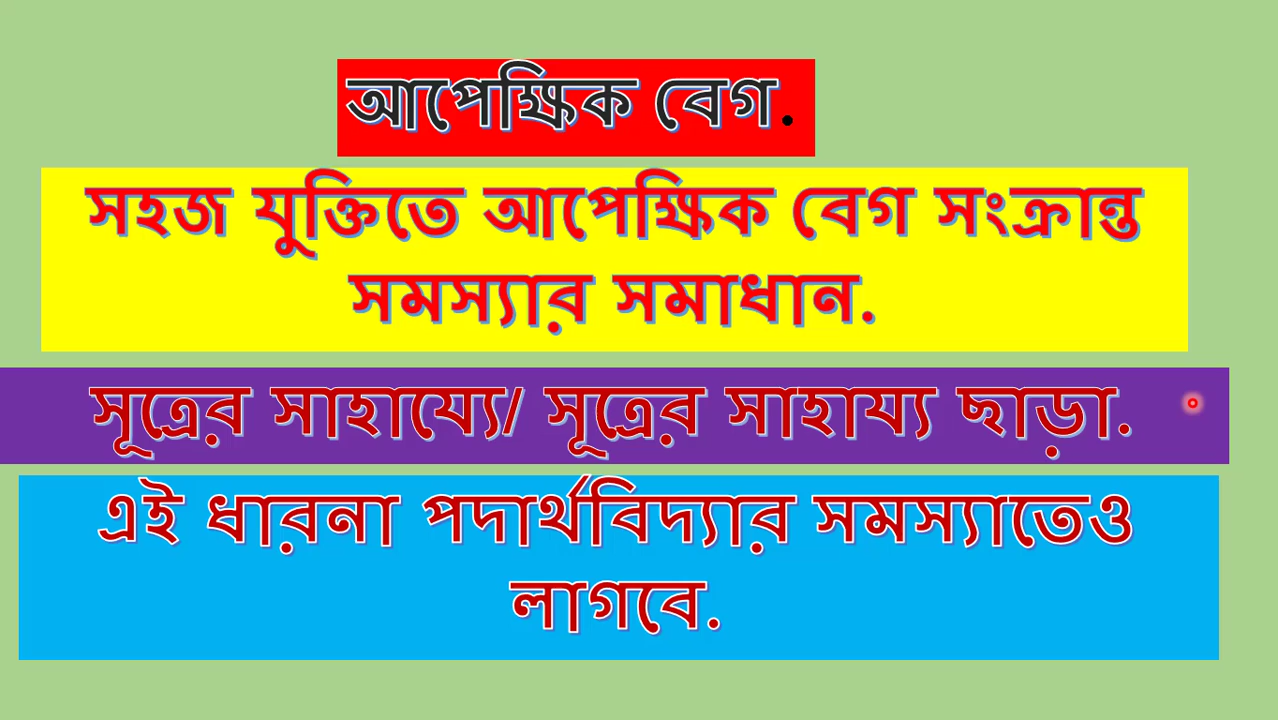 আপেক্ষিক বেগ.
সহজ যুক্তিতে আপেক্ষিক বেগ সংক্রান্ত
সমস্যার সমাধান.
সূত্রের সাহায্যে/ সূত্রের সাহায্য ছাড়া.
এই ধারনা পদার্থবিদ্যার সমস্যাতেও
লাগবে.